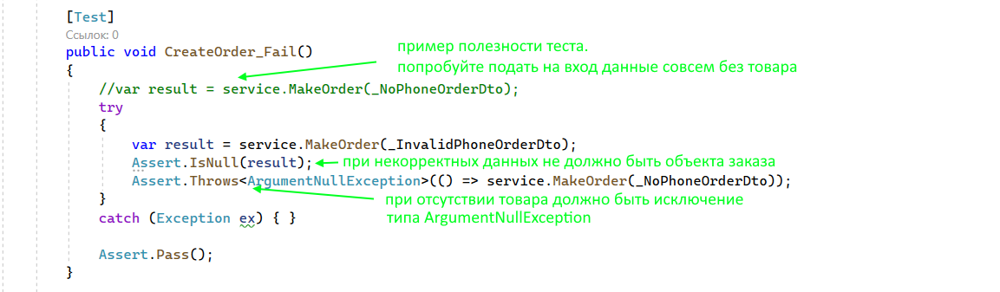 [Test]
Ссылок: 0
public void CreateOrder_Fail()
пример полезности теста.
{
попробуйте подать на вход данные совсем без товара
//var result = service.MakeOrder(_NoPhoneOrderDto);
try
{
var result = service.MakeOrder(_InvalidPhoneOrderDto);
Assert.IsNull(result);
при некорректных данных не должно быть объекта заказа
Assert.Throws<ArgumentNullException>(() => service.MakeOrder(_NoPhoneOrderDto));
}
при отсутствии товара должно быть исключение
типа ArgumentNullException
catch (Exception ex) { }
Assert.Pass();
}